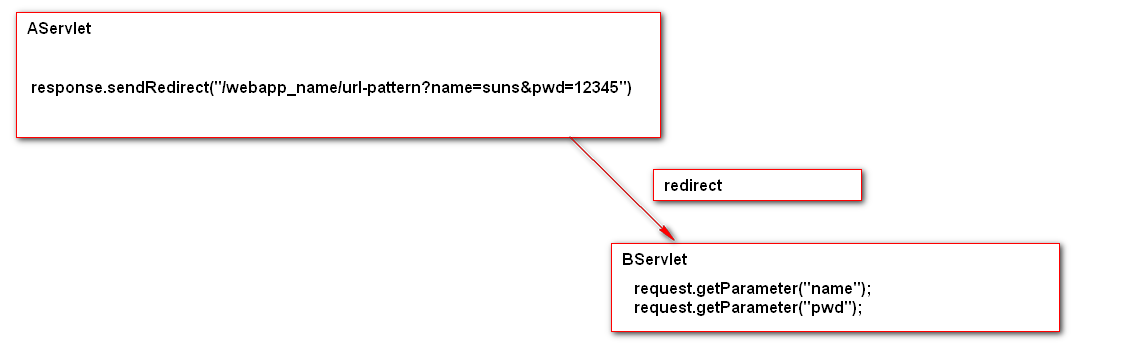 AServlet
response.sendRedirect("/webapp_name/url-pattern?name=suns&pwd=12345")
redirect
BServlet
request.getParameter("name");
request.getParameter("pwd");